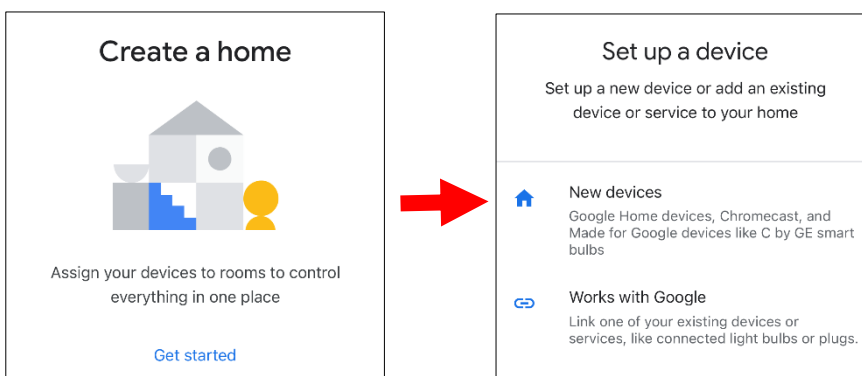 Create a home
Assign your devices to rooms to control
everything in one place
Get started
Set up a device
Set up a new device or add an existing
device or service to your home
New devices
Google Home devices, Chromecast, and
Made for Google devices like C by GE smart
bulbs
Works with Google
Link one of your existing devices or
services, like connected light bulbs or plugs.